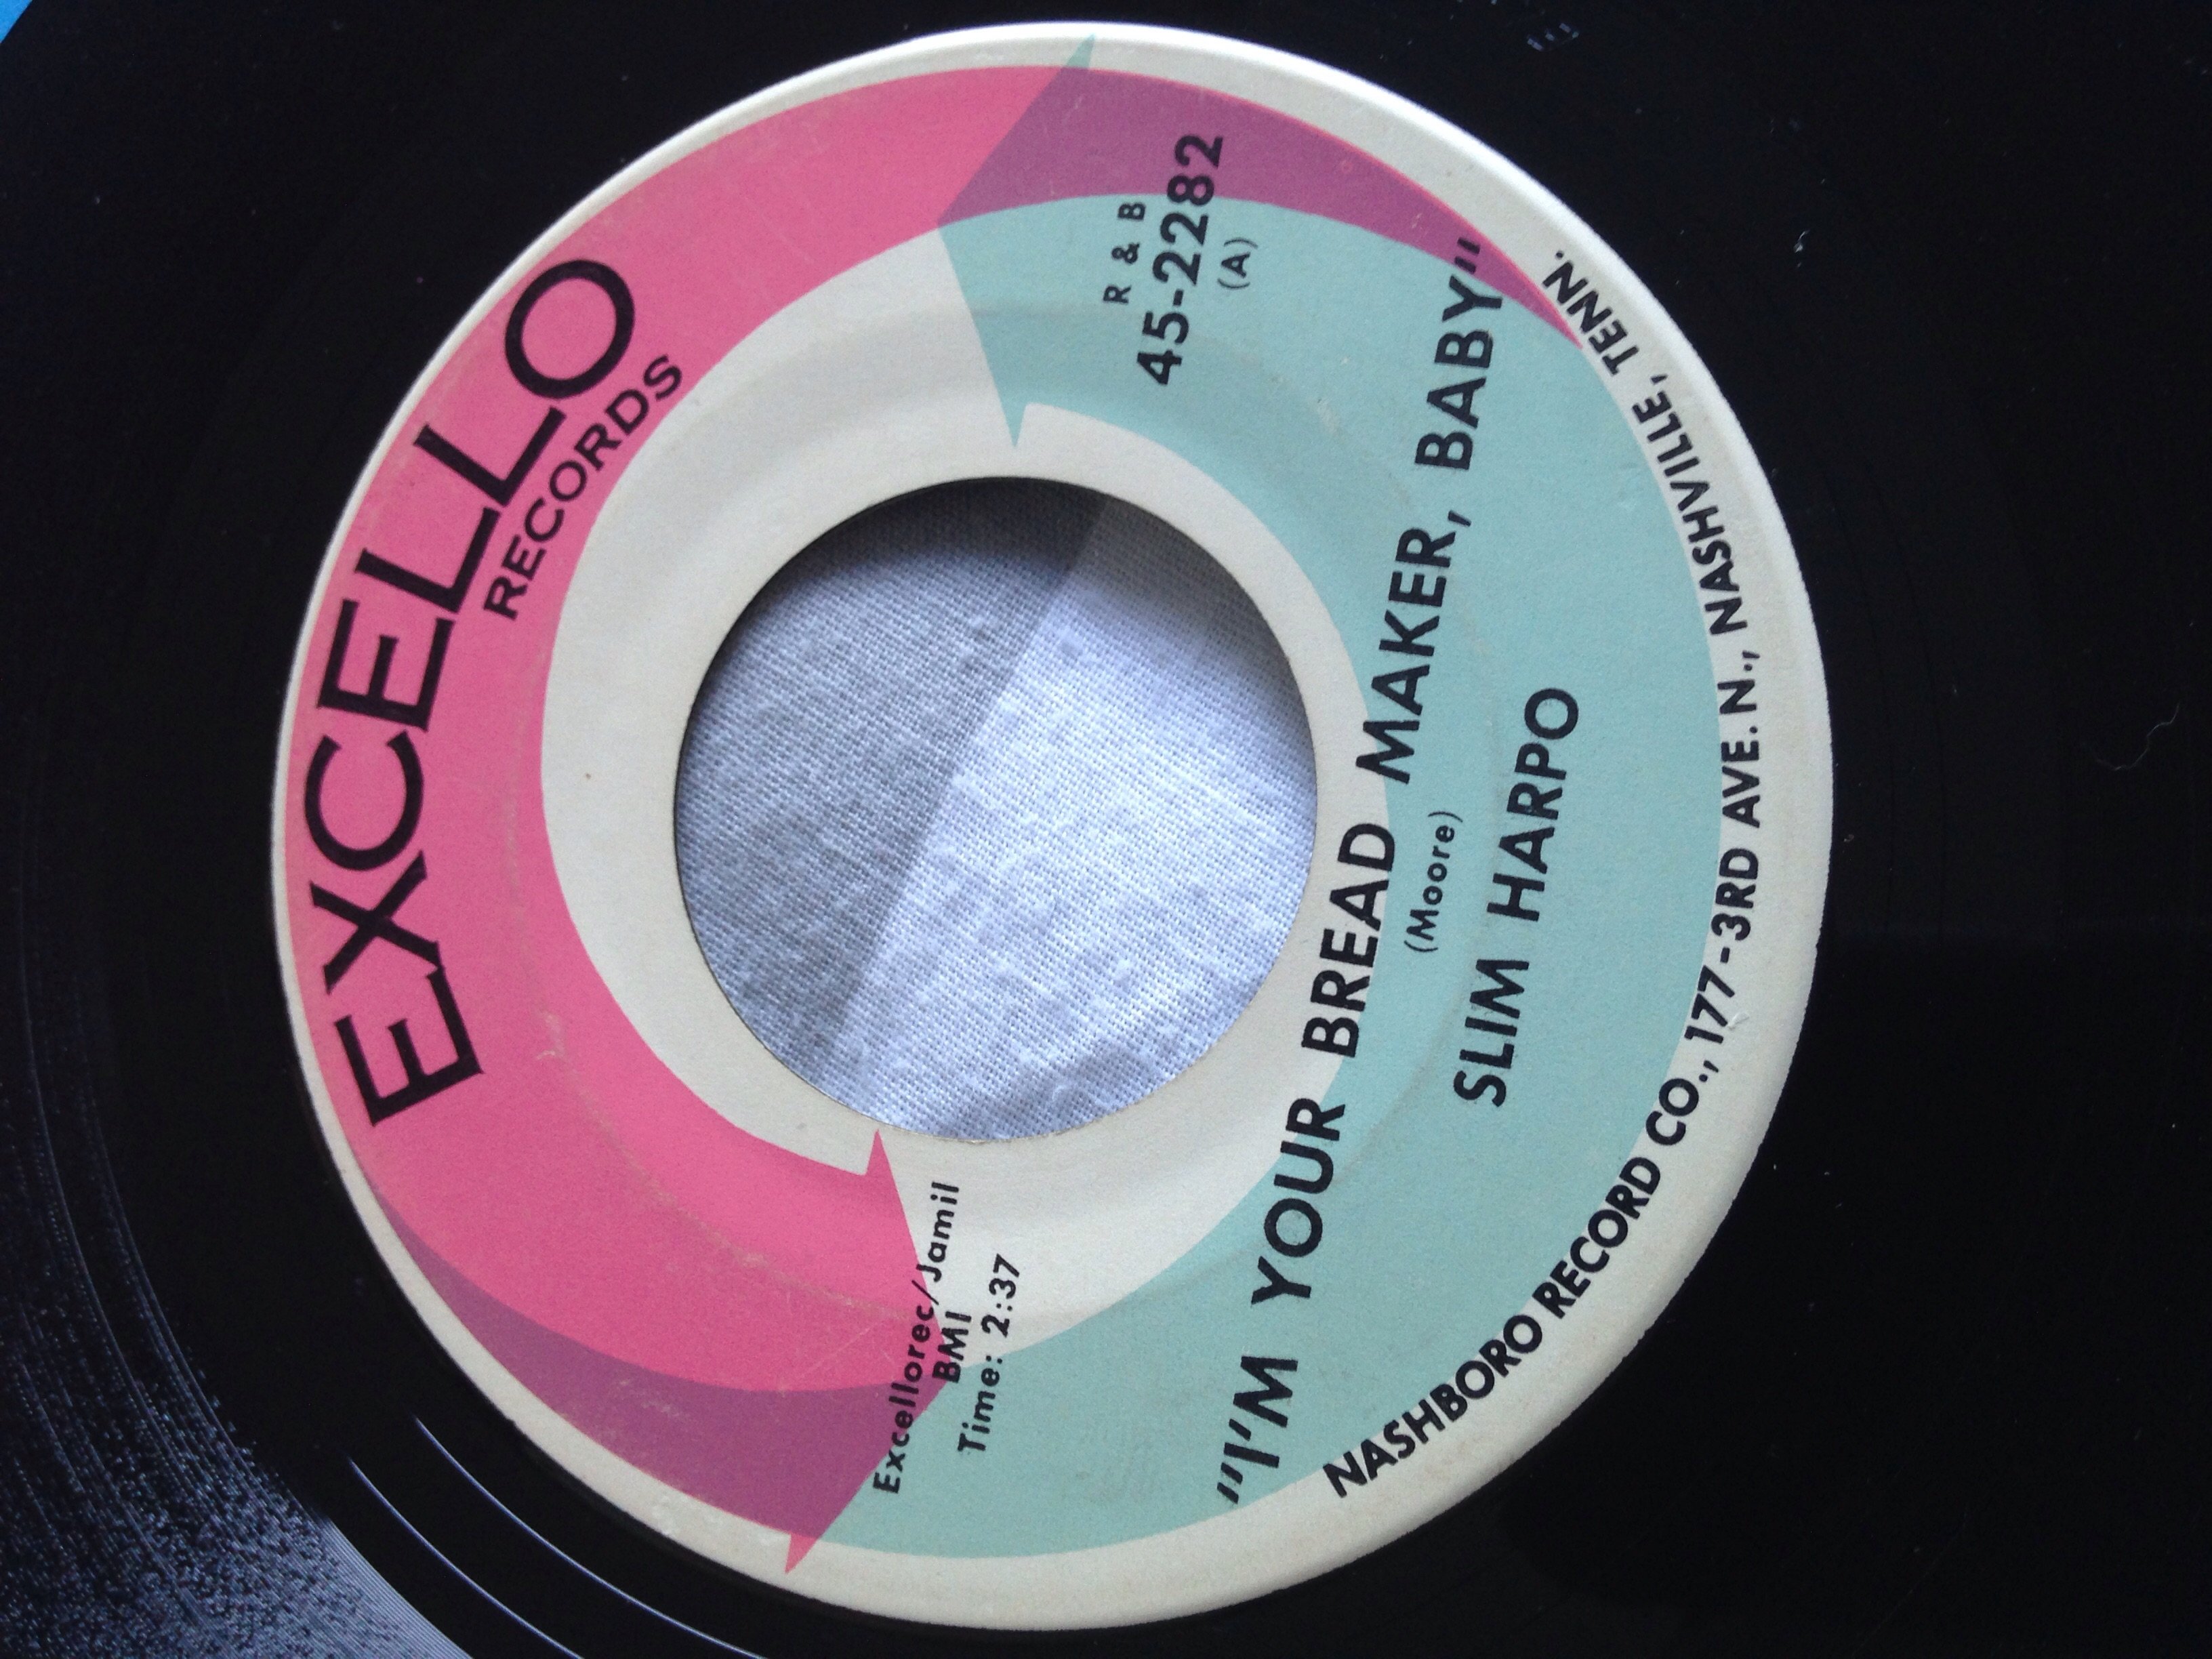 EXCELLO
RECORDS
Excellorec/Jamil
BMI
Time: 2:37
R & B
45-2282
(A)
"I'M YOUR BREAD MAKER, BABY"
(Moore)
SLIM HARPO
NASHBORO RECORD CO., 177-3RD AVE. N., NASHVILLE, TENN.